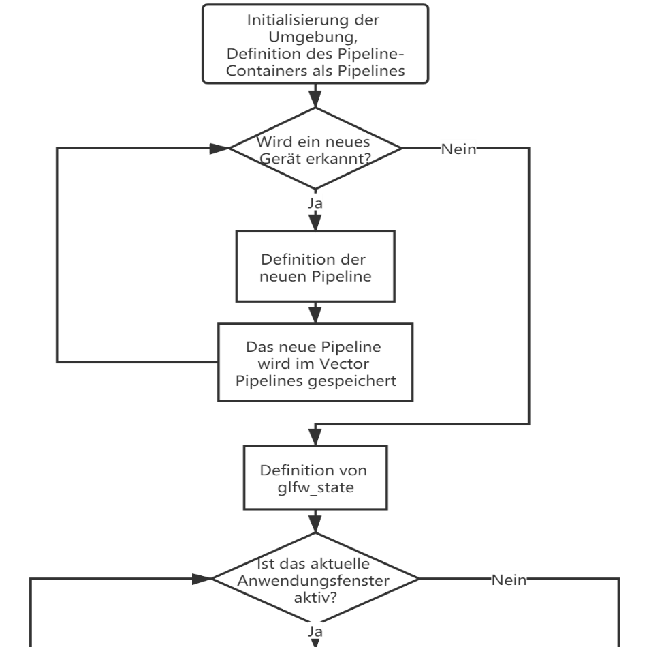 Initialisierung der
Umgebung,
Definition des Pipeline-
Containers als Pipelines
Wird ein neues
Gerät erkannt?
Nein
Ja
Definition der
neuen Pipeline
Das neue Pipeline
wird im Vector
Pipelines gespeichert
Definition von
glfw_state
Ist das aktuelle
Anwendungsfenster
aktiv?
Nein
Ja